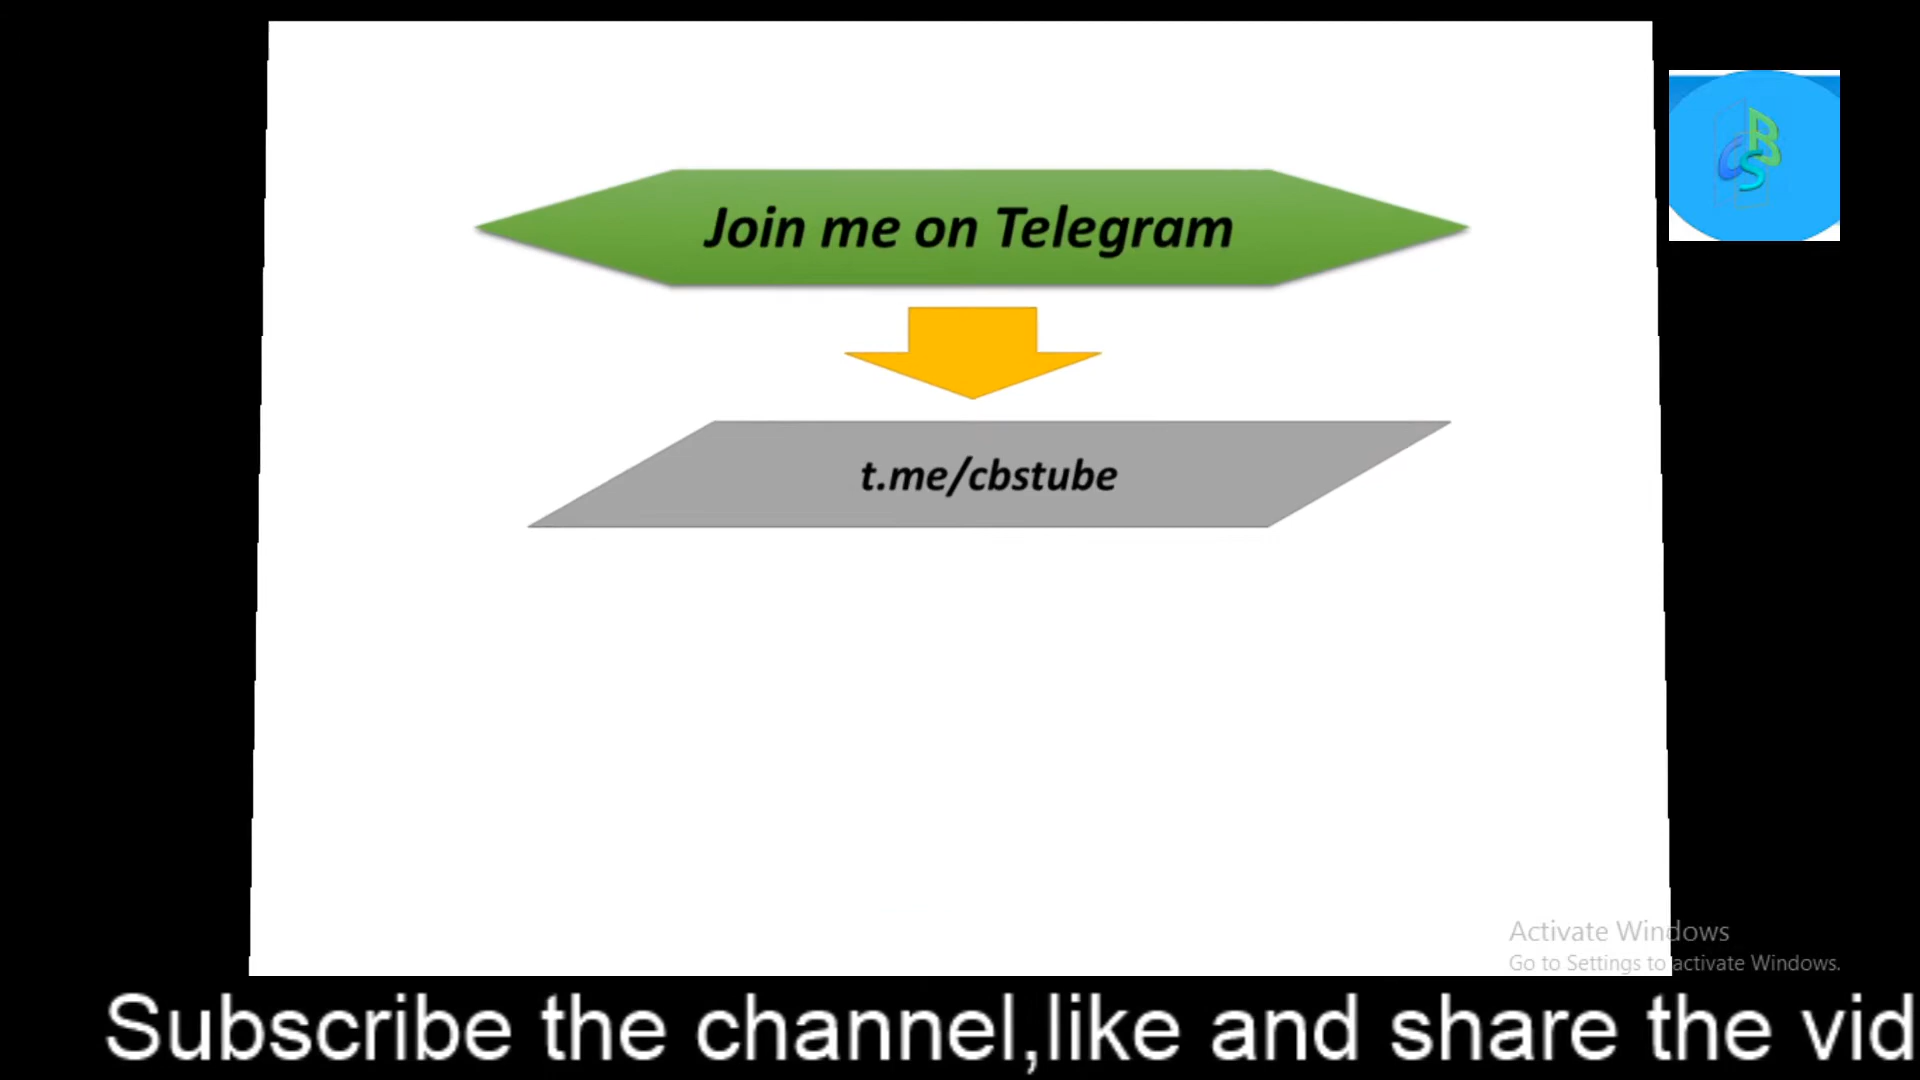 Join me on Telegram
t.me/cbstube
CBS
Activate Windows
Go to Settings to activate Windows.
Subscribe the channel,like and share the vid